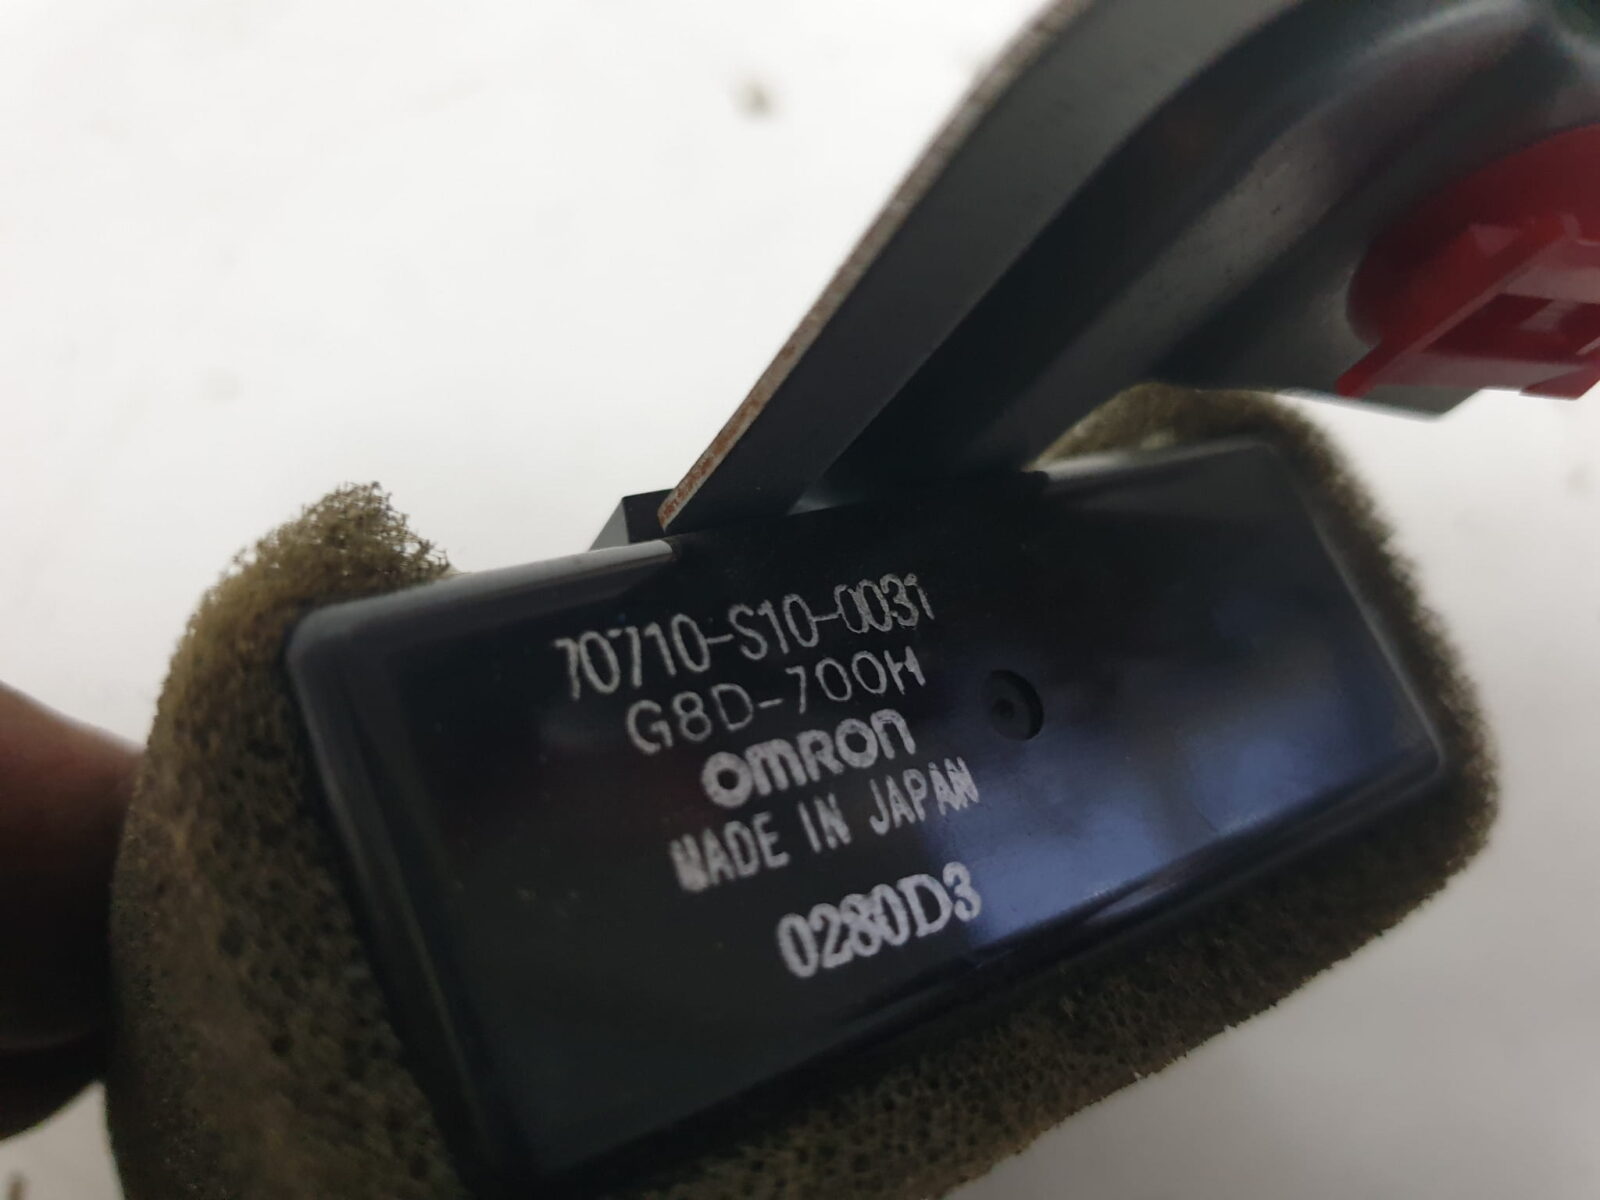 70710-S10-0031
G8D-700H
omron
MADE IN JAPAN
0280D3